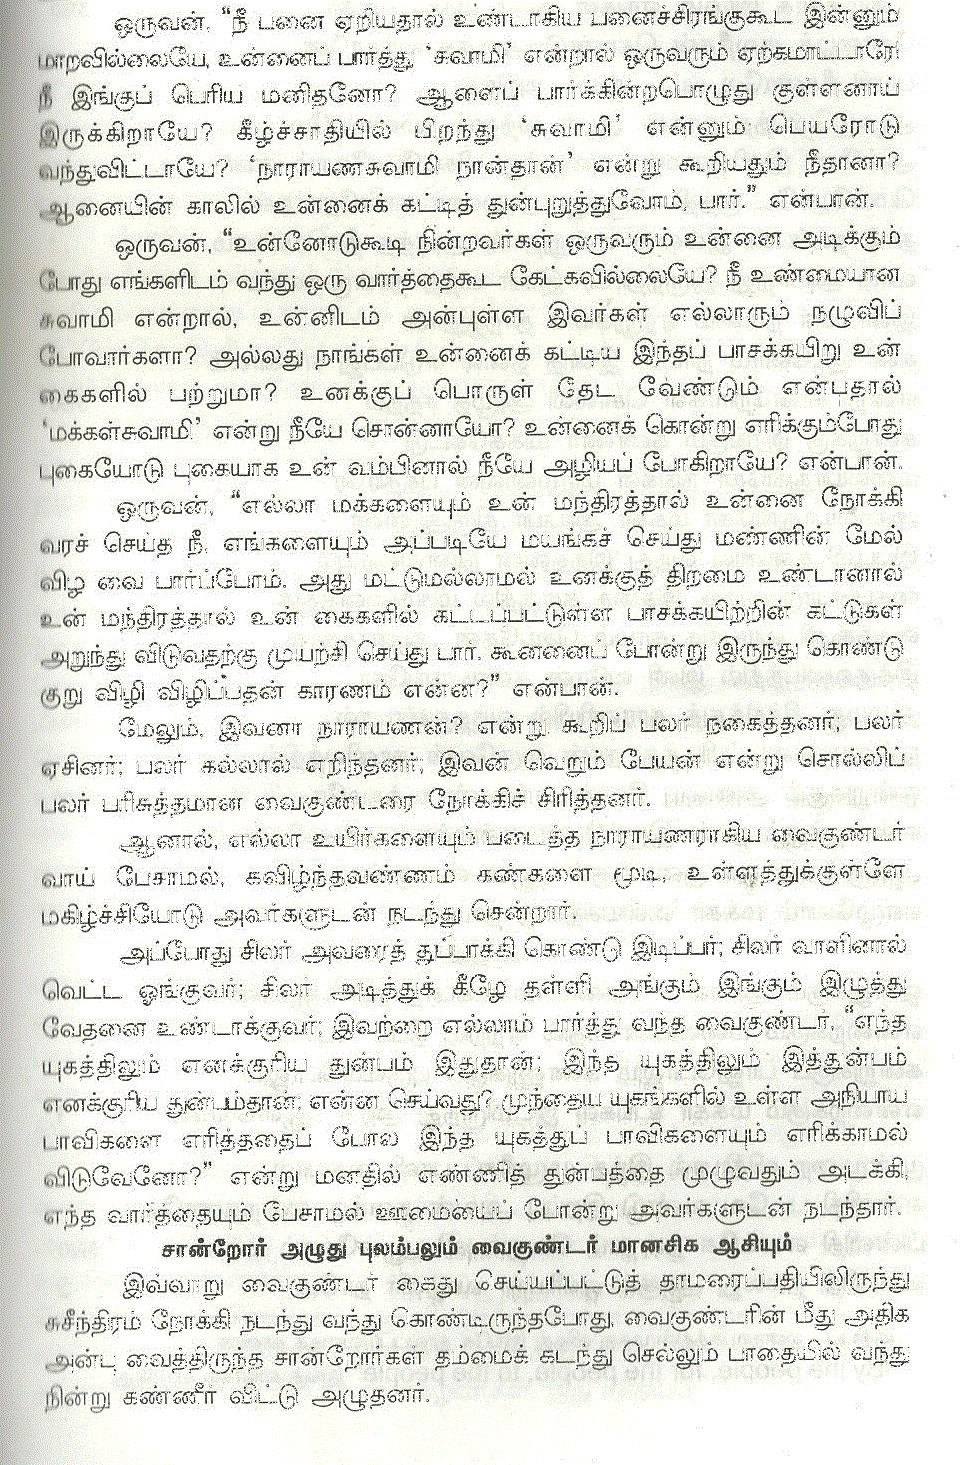 ஒருவன், “நீ பனை ஏறியதால் உண்டாகிய பனைச்சிரங்குகூட இன்னும்
மாறவில்லையே, உன்னைப் பார்த்து ‘சுவாமி’ என்றால் ஒருவரும் ஏற்கமாட்டாரே!
நீ இங்குப் பெரிய மனிதனோ? ஆளைப் பார்க்கின்றபொழுது குள்ளனாய்
இருக்கிறாயே? கீழ்ச்சாதியில் பிறந்து ‘சுவாமி’ என்னும் பெயரோடு
வந்துவிட்டாயே? ‘நாராயணசுவாமி நான்தான்’ என்று கூறியதும் நீதானா?
ஆனையின் காலில் உன்னைக் கட்டித் துன்புறுத்துவோம், பார்.” என்பான்.
ஒருவன், “உன்னோடுகூடி நின்றவர்கள் ஒருவரும் உன்னை அடிக்கும்
போது எங்களிடம் வந்து ஒரு வார்த்தைகூட கேட்கவில்லையே? நீ உண்மையான
சுவாமி என்றால், உன்னிடம் அன்புள்ள இவர்கள் எல்லாரும் நழுவிப்
போவார்களா? அல்லது நாங்கள் உன்னைக் கட்டிய இந்தப் பாசக்கயிறு உன்
கைகளில் பற்றுமா? உனக்குப் பொருள் தேட வேண்டும் என்பதால்
‘மக்கள்சுவாமி’ என்று நீயே சொன்னாயோ? உன்னைக் கொன்று எரிக்கும்போது
புகையோடு புகையாக உன் வம்பினால் நீயே அழியப் போகிறாயே? என்பான்.
ஒருவன், “எல்லா மக்களையும் உன் மந்திரத்தால் உன்னை நோக்கி
வரச் செய்த நீ, எங்களையும் அப்படியே மயங்கச் செய்து மண்ணின் மேல்
விழ வை பார்ப்போம். அது மட்டுமல்லாமல் உனக்குத் திறமை உண்டானால்
உன் மந்திரத்தால் உன் கைகளில் கட்டப்பட்டுள்ள பாசக்கயிற்றின் கட்டுகள்
அறுந்து விடுவதற்கு முயற்சி செய்து பார். கூனனைப் போன்று இருந்து கொண்டு
குறு விழி விழிப்பதன் காரணம் என்ன?” என்பான்.
மேலும், இவனா நாராயணன்? என்று கூறிப் பலர் நகைத்தனர்; பலர்
ஏசினர்; பலர் கல்லால் எறிந்தனர்; இவன் வெறும் பேயன் என்று சொல்லிப்
பலர் பரிசுத்தமான வைகுண்டரை நோக்கிச் சிரித்தனர்.
ஆனால், எல்லா உயிர்களையும் படைத்த நாராயணராகிய வைகுண்டர்
வாய் பேசாமல், கவிழ்ந்தவண்ணம் கண்களை மூடி, உள்ளத்துக்குள்ளே
மகிழ்ச்சியோடு அவர்களுடன் நடந்து சென்றார்.
அப்போது சிலர் அவரைத் துப்பாக்கி கொண்டு இடிப்பர்; சிலர் வாளினால்
வெட்ட ஓங்குவர்; சிலர் அடித்துக் கீழே தள்ளி அங்கும் இங்கும் இழுத்து
வேதனை உண்டாக்குவர்; இவற்றை எல்லாம் பார்த்து வந்த வைகுண்டர், “எந்த
யுகத்திலும் எனக்குரிய துன்பம் இதுதான்; இந்த யுகத்திலும் இத்துன்பம்
எனக்குரிய துன்பம்தான்; என்ன செய்வது? முந்தைய யுகங்களில் உள்ள அநியாய
பாவிகளை எரித்ததைப் போல இந்த யுகத்துப் பாவிகளையும் எரிக்காமல்
விடுவேனோ?” என்று மனதில் எண்ணித் துன்பத்தை முழுவதும் அடக்கி,
எந்த வார்த்தையும் பேசாமல் ஊமையைப் போன்று அவர்களுடன் நடந்தார்.
சான்றோர் அழுது புலம்பலும் வைகுண்டர் மானசிக ஆசியும்
இவ்வாறு வைகுண்டர் கைது செய்யப்பட்டுத் தாமரைப்பதியிலிருந்து
சுசீந்திரம் நோக்கி நடந்து வந்து கொண்டிருந்தபோது, வைகுண்டரின் மீது அதிக
அன்பு வைத்திருந்த சான்றோர்கள் தம்மைக் கடந்து செல்லும் பாதையில் வந்து
நின்று கண்ணீர் விட்டு அழுதனர்.